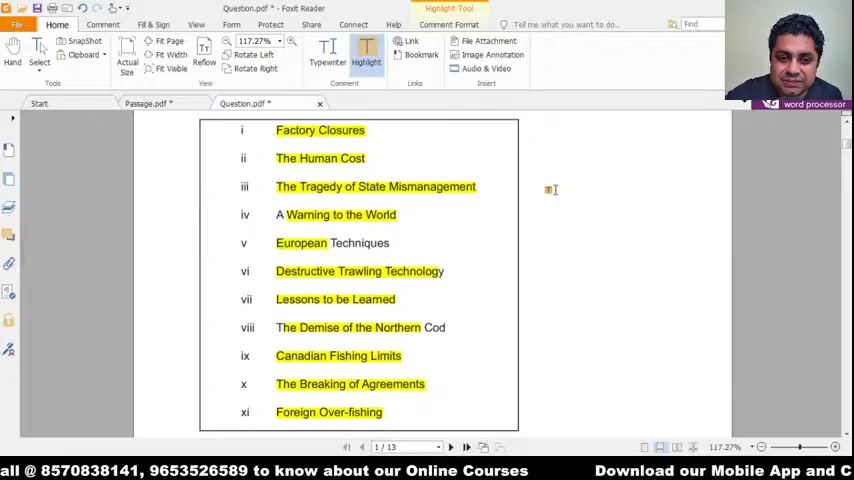 Question.pdf * - Foxit Reader
Highlight Tool
File Home Comment Fill & Sign View Form Protect Share Connect Help Comment Format Tell me what you want to do... Find
SnapShot
Clipboard
Hand Select
Actual Size
Fit Page
Fit Width
Fit Visible
Reflow
117.27%
Rotate Left
Rotate Right
Typewriter Highlight
Link
Bookmark
File Attachment
Image Annotation
Audio & Video
Tools View Comment Links Insert
Start Passage.pdf * Question.pdf *
word processor
i Factory Closures
ii The Human Cost
iii The Tragedy of State Mismanagement
iv A Warning to the World
v European Techniques
vi Destructive Trawling Technology
vii Lessons to be Learned
viii The Demise of the Northern Cod
ix Canadian Fishing Limits
x The Breaking of Agreements
xi Foreign Over-fishing
1 / 13 117.27%
all @ 8570838141, 9653526589 to know about our Online Courses Download our Mobile App and C